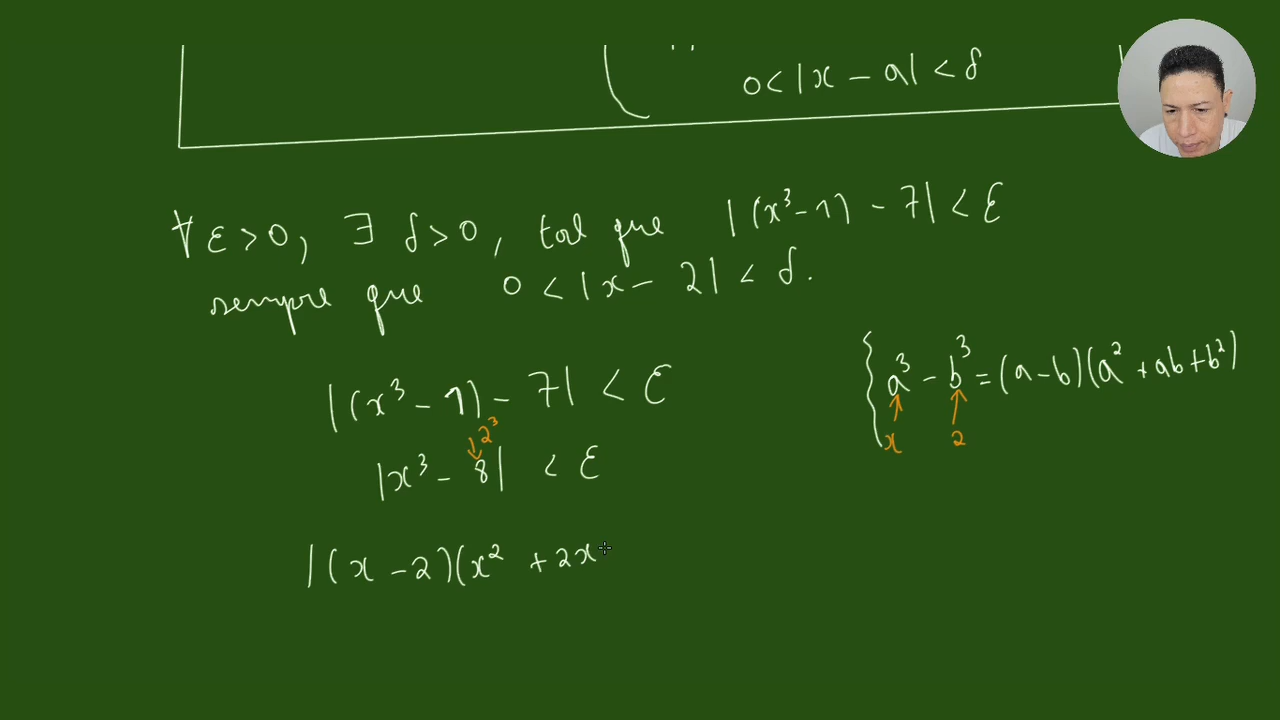 0 < |x - a| < δ
∀ ε > 0, ∃ δ > 0, tal que |(x³ - 1) - 7| < ε
sempre que 0 < |x - 2| < δ.
|(x³ - 1) - 7| < ε
a³ - b³ = (a - b)(a² + ab + b²)
x 2
2³
|x³ - 8| < ε
|(x - 2)(x² + 2x